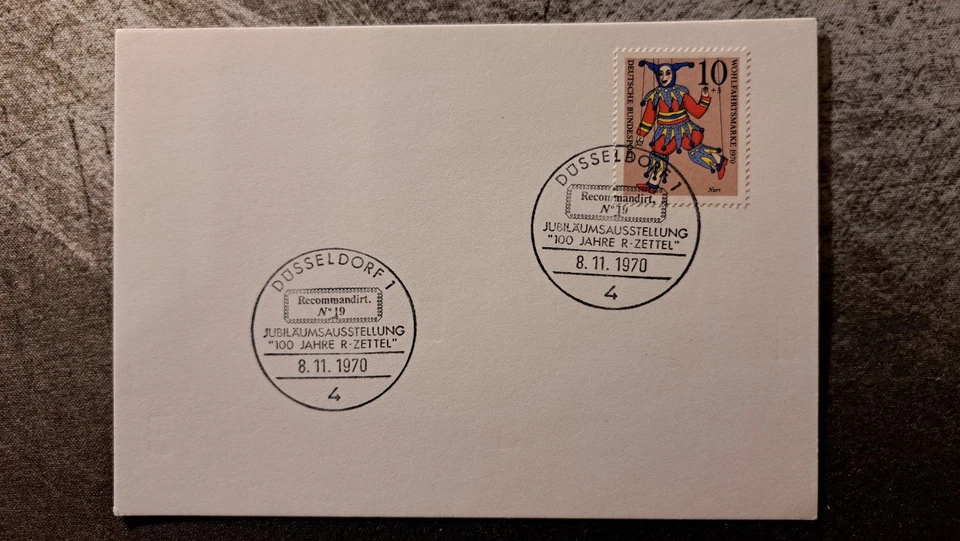 10
+5
DEUTSCHE BUNDESPOST
WOHLFAHRTSMARKE 1970
Narr
DÜSSELDORF 1
Recommandirt.
No 19
JUBILÄUMSAUSSTELLUNG
"100 JAHRE R-ZETTEL"
8. 11. 1970
4
DÜSSELDORF 1
Recommandirt.
No 19
JUBILÄUMSAUSSTELLUNG
"100 JAHRE R-ZETTEL"
8. 11. 1970
4